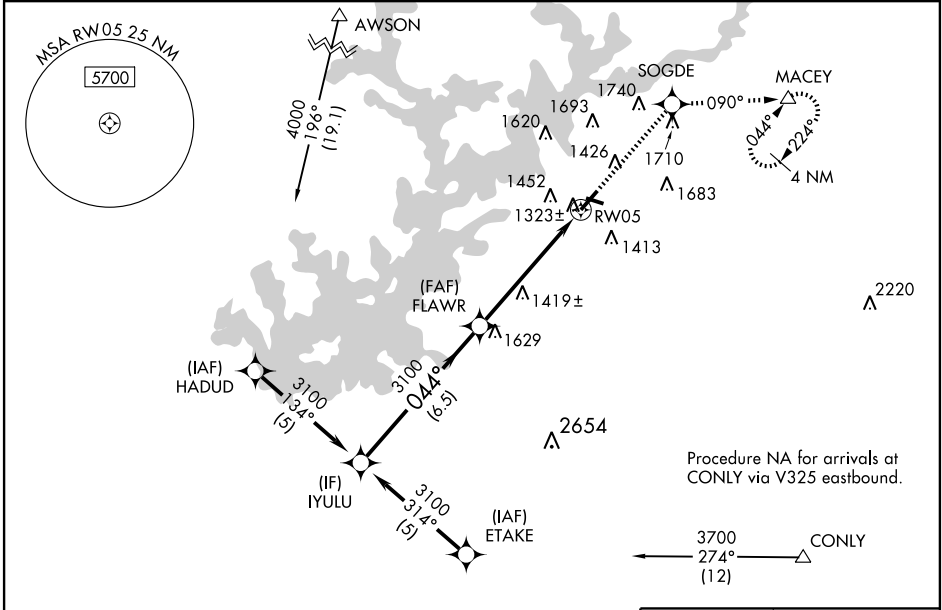 MSA RW05 25 NM
5700
AWSON
4000
196°
(19.1)
SOGDE
MACEY
090°
044°
224°
4 NM
1740
1693
1620
1426
1710
1683
1452
1323±
RW05
1413
(FAF)
FLAWR
1419±
1629
2220
(IAF)
HADUD
3100
134°
(5)
3100
044°
(6.5)
2654
(IF)
IYULU
3100
314°
(5)
(IAF)
ETAKE
Procedure NA for arrivals at
CONLY via V325 eastbound.
3700
274°
(12)
CONLY